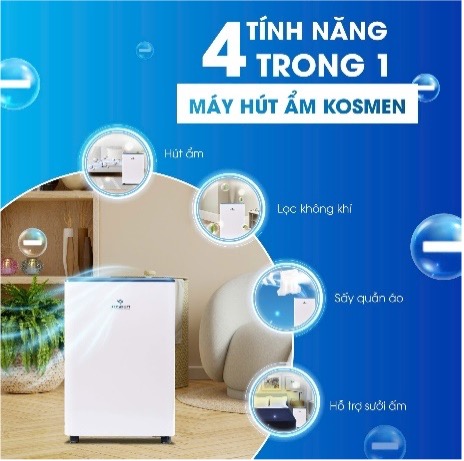 4 TÍNH NĂNG
TRONG 1
MÁY HÚT ẨM KOSMEN
Hút ẩm
Lọc không khí
Sấy quần áo
Hỗ trợ sưởi ấm